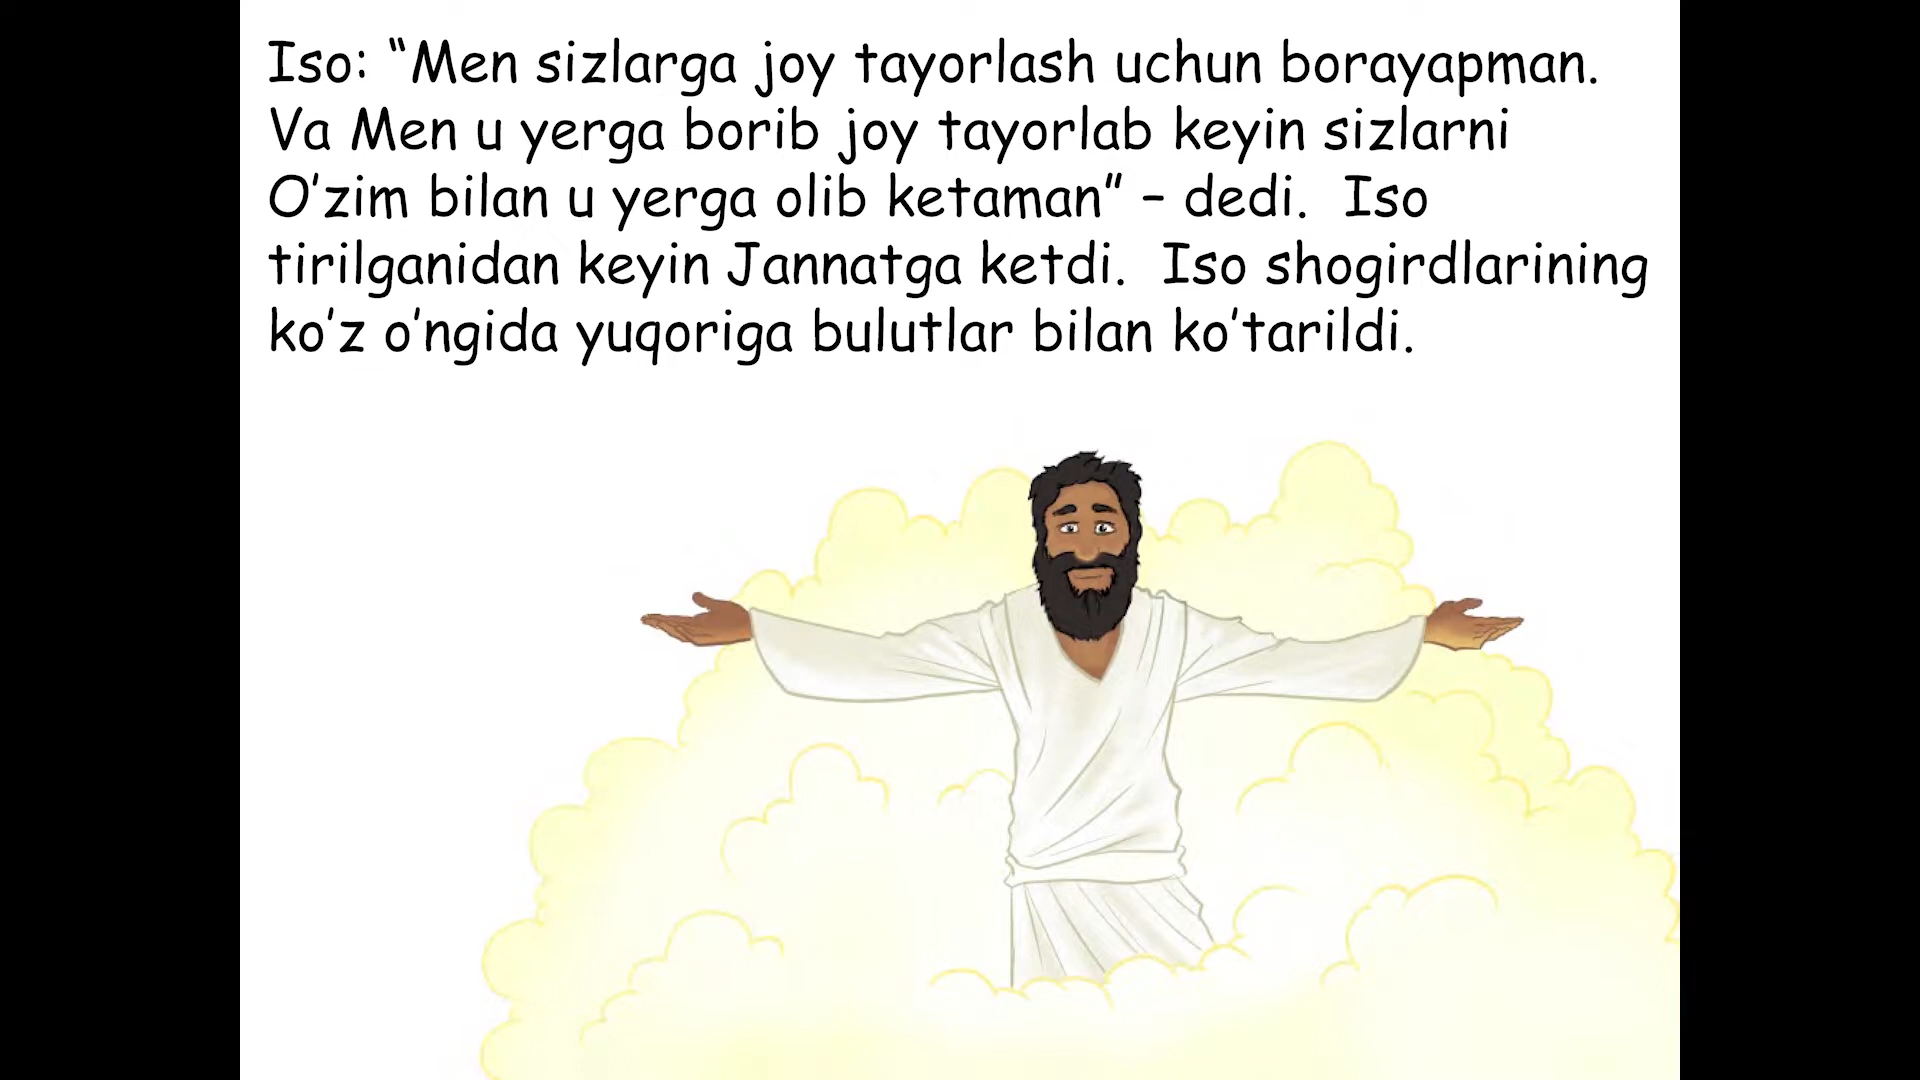 Iso: “Men sizlarga joy tayorlash uchun borayapman.
Va Men u yerga borib joy tayorlab keyin sizlarni
O’zim bilan u yerga olib ketaman” – dedi.  Iso
tirilganidan keyin Jannatga ketdi.  Iso shogirdlarining
ko’z o’ngida yuqoriga bulutlar bilan ko’tarildi.